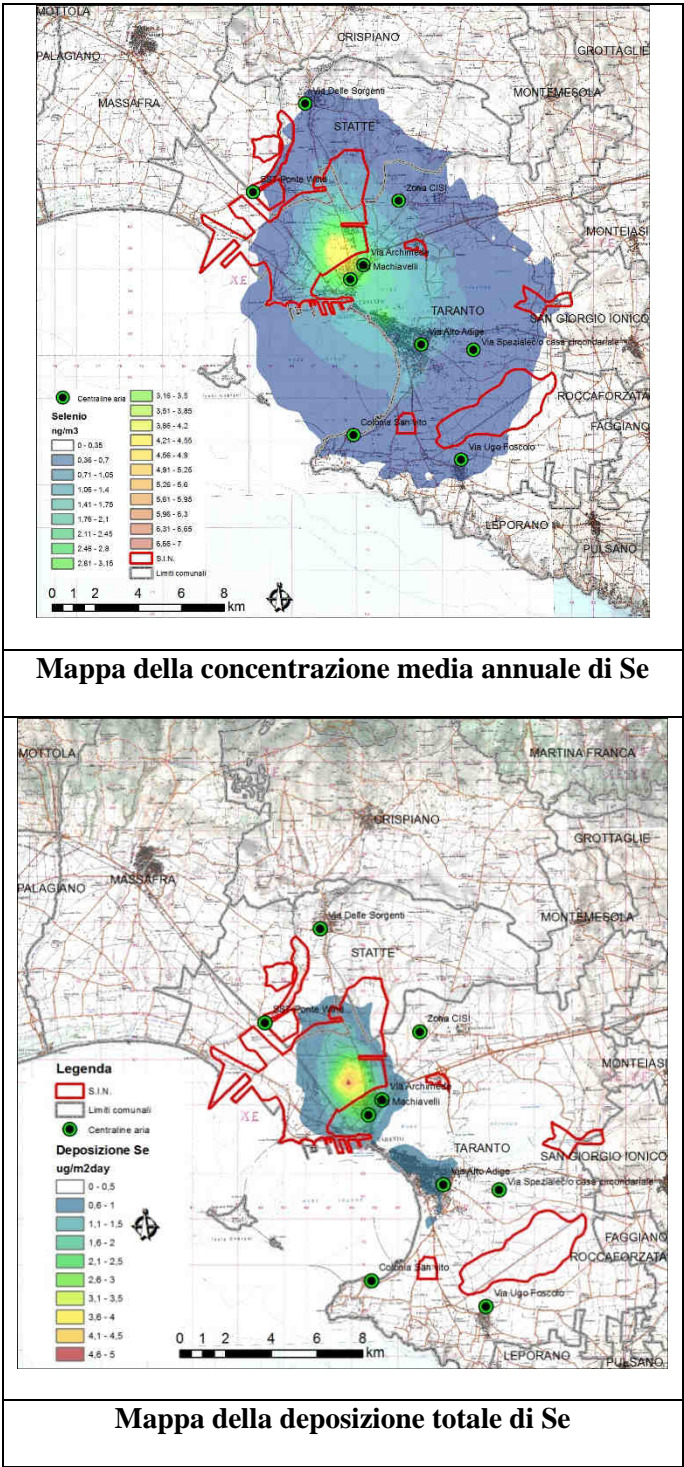 MOTTOLA
CRISPIANO
GROTTAGLIE
PALAGIANO
MASSAFRA
MONTEMESOLA
Via Delle Sorgenti
STATTE
SST-Ponte Wind
Zona CISI
MONTEIASI
Via Archimede
Machiavelli
TARANTO
SAN GIORGIO IONICO
Via Alto Adige
Via Speziale c/o casa circondariale
ROCCAFORZATA
FAGGIANO
Colonia San Vito
Via Ugo Foscolo
LEPORANO
PULSANO
Centraline aria
Selenio
ng/m3
0 - 0,35
0,36 - 0,7
0,71 - 1,05
1,06 - 1,4
1,41 - 1,75
1,76 - 2,1
2,11 - 2,45
2,46 - 2,8
2,81 - 3,15
3,16 - 3,5
3,51 - 3,85
3,86 - 4,2
4,21 - 4,55
4,56 - 4,9
4,91 - 5,25
5,26 - 5,6
5,61 - 5,95
5,96 - 6,3
6,31 - 6,65
6,66 - 7
S.I.N.
Limiti comunali
0 1 2 4 6 8
km
Mappa della concentrazione media annuale di Se
MOTTOLA
MARTINA FRANCA
CRISPIANO
GROTTAGLIE
MASSAFRA
PALAGIANO
Via Delle Sorgenti
MONTEMESOLA
STATTE
SST-Ponte Wind
Zona CISI
MONTEIASI
Via Archimede
Machiavelli
TARANTO
SAN GIORGIO IONICO
Via Alto Adige
Via Speziale c/o casa circondariale
FAGGIANO
ROCCAFORZATA
Colonia San Vito
Via Ugo Foscolo
LEPORANO
PULSANO
Legenda
S.I.N.
Limiti comunali
Centraline aria
Deposizione Se
ug/m2day
0 - 0,5
0,6 - 1
1,1 - 1,5
1,6 - 2
2,1 - 2,5
2,6 - 3
3,1 - 3,5
3,6 - 4
4,1 - 4,5
4,6 - 5
0 1 2 4 6 8
km
Mappa della deposizione totale di Se